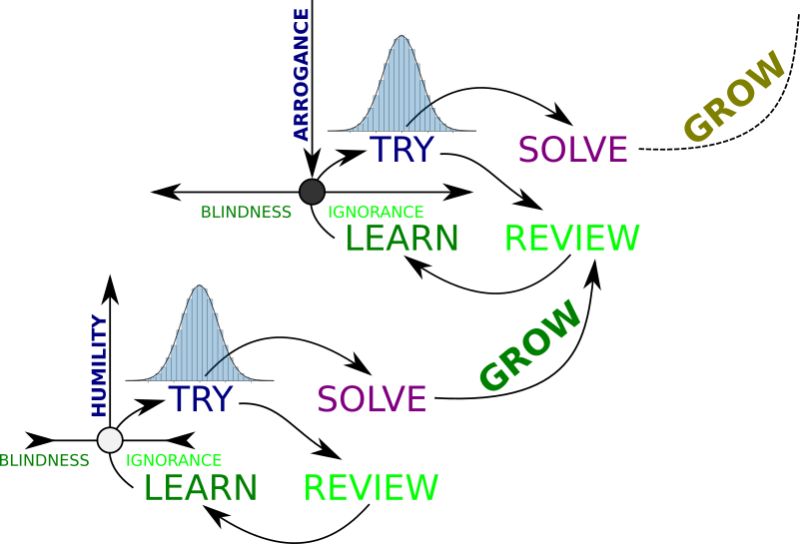 ARROGANCE
GROW
TRY
SOLVE
BLINDNESS
IGNORANCE
LEARN
REVIEW
HUMILITY
GROW
TRY
SOLVE
BLINDNESS
IGNORANCE
LEARN
REVIEW